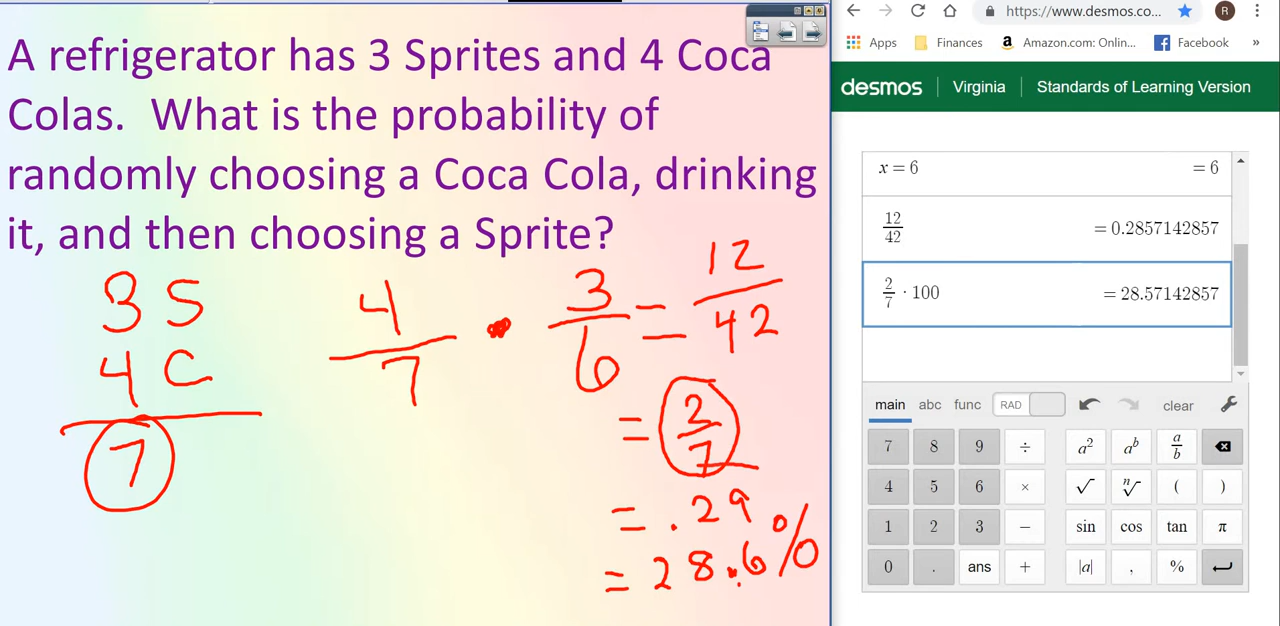 A refrigerator has 3 Sprites and 4 Coca
Colas. What is the probability of
randomly choosing a Coca Cola, drinking
it, and then choosing a Sprite?
3 S
4 C
7
4/7 • 3/6 = 12/42
= 2/7
= .29
= 28.6%
https://www.desmos.co...
R
Apps Finances Amazon.com: Onlin... Facebook »
desmos Virginia Standards of Learning Version
x = 6 = 6
12/42 = 0.2857142857
2/7 · 100 = 28.57142857
main abc func RAD clear
7 8 9 ÷ a² aᵇ a/b
4 5 6 × √ ⁿ√ ( )
1 2 3 − sin cos tan π
0 . ans + |a| , %